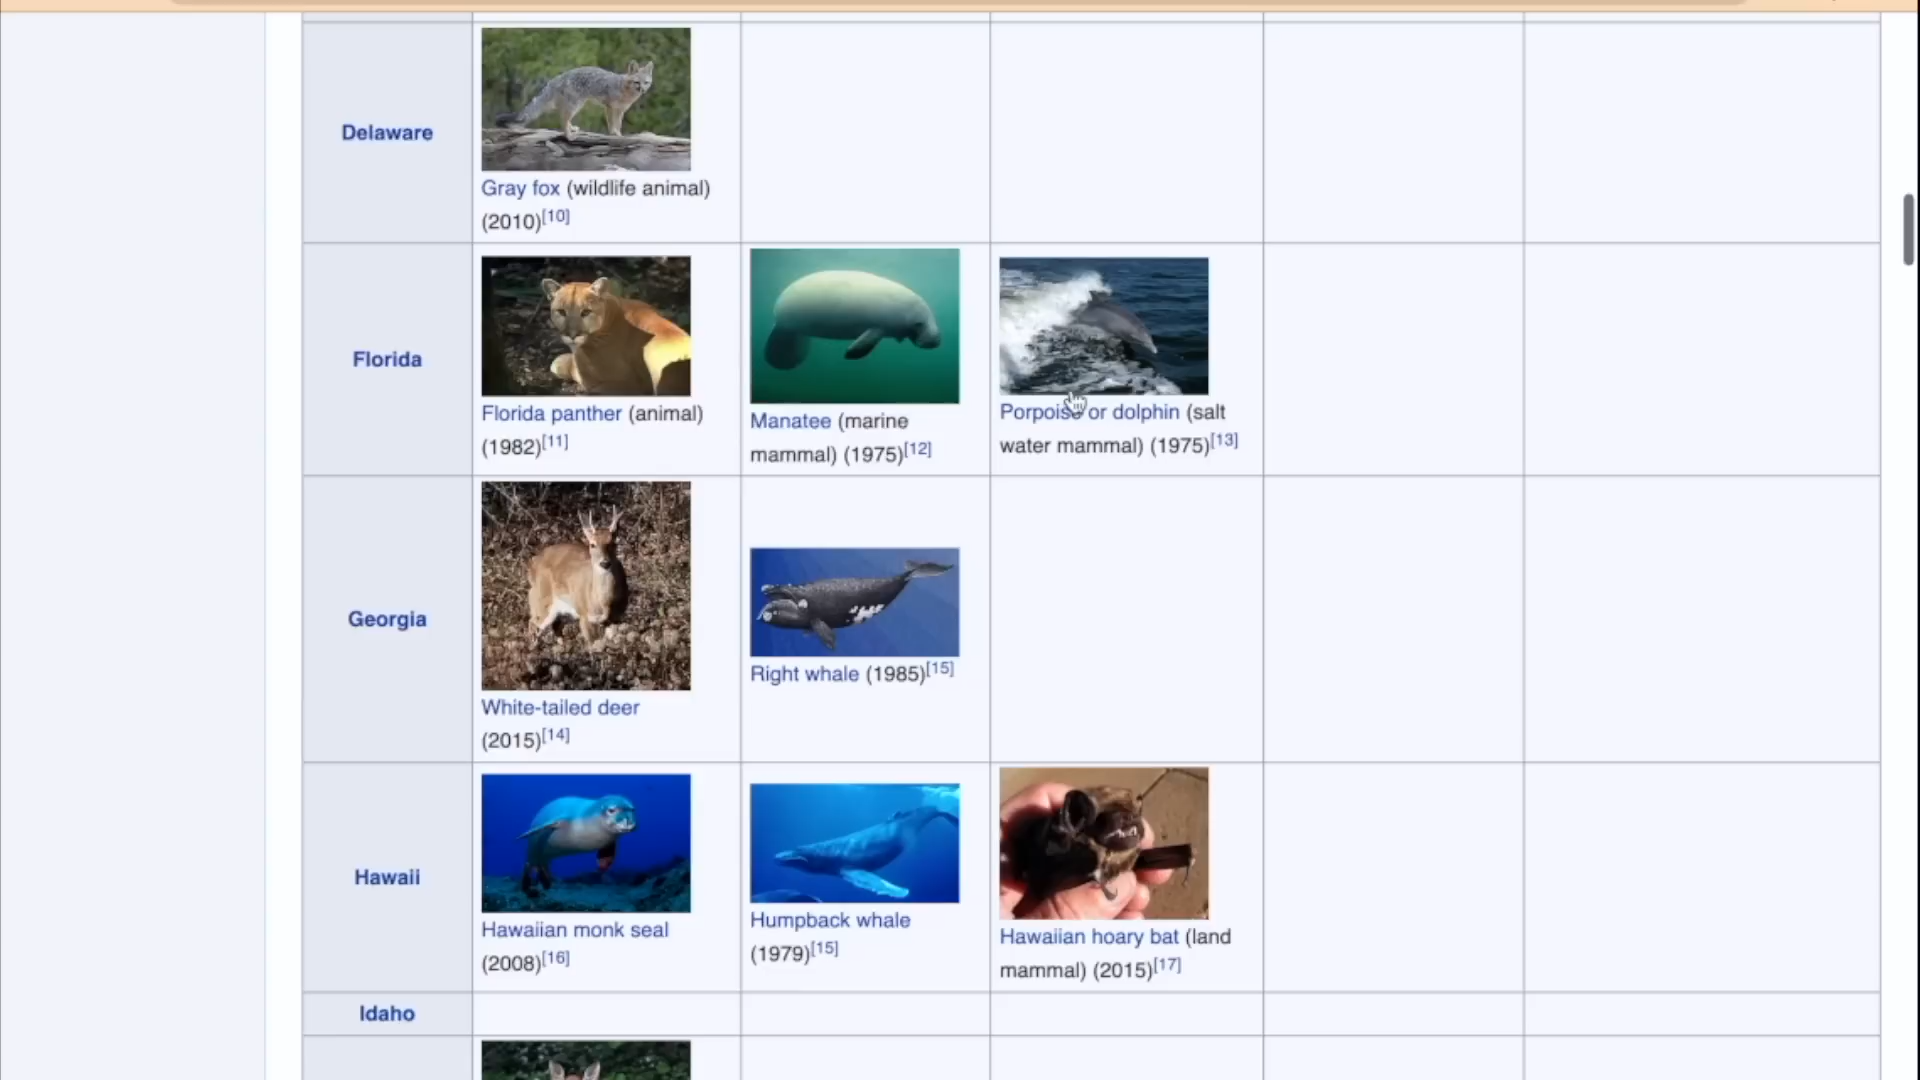 Delaware
Gray fox (wildlife animal)
(2010)[10]
Florida
Florida panther (animal)
(1982)[11]
Manatee (marine
mammal) (1975)[12]
Porpoise or dolphin (salt
water mammal) (1975)[13]
Georgia
White-tailed deer
(2015)[14]
Right whale (1985)[15]
Hawaii
Hawaiian monk seal
(2008)[16]
Humpback whale
(1979)[15]
Hawaiian hoary bat (land
mammal) (2015)[17]
Idaho